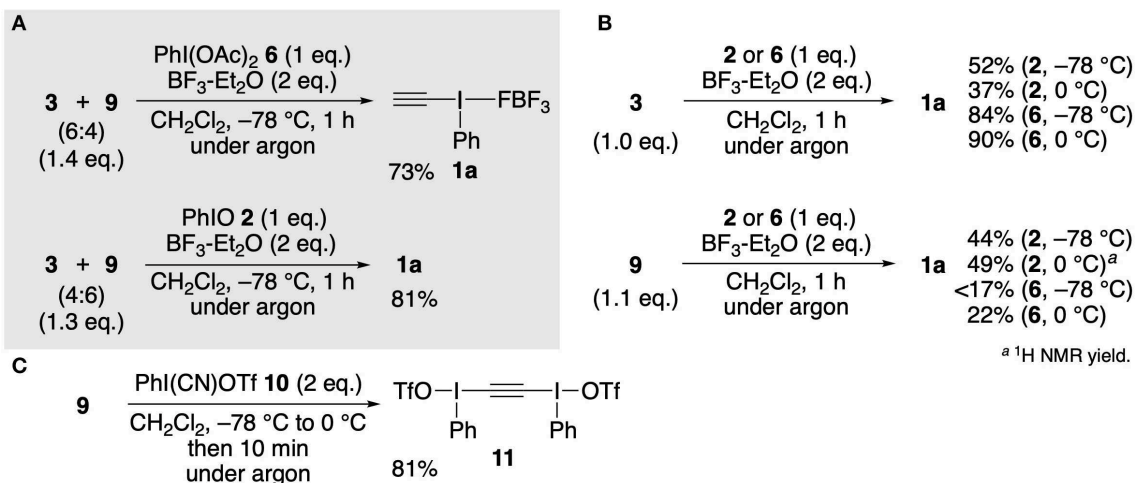 A
3 + 9
(6:4)
(1.4 eq.)
PhI(OAc)₂ 6 (1 eq.)
BF₃-Et₂O (2 eq.)
CH₂Cl₂, –78 °C, 1 h
under argon
I FBF₃
Ph
73% 1a
3 + 9
(4:6)
(1.3 eq.)
PhIO 2 (1 eq.)
BF₃-Et₂O (2 eq.)
CH₂Cl₂, –78 °C, 1 h
under argon
1a
81%
B
3
(1.0 eq.)
2 or 6 (1 eq.)
BF₃-Et₂O (2 eq.)
CH₂Cl₂, 1 h
under argon
1a
52% (2, –78 °C)
37% (2, 0 °C)
84% (6, –78 °C)
90% (6, 0 °C)
9
(1.1 eq.)
2 or 6 (1 eq.)
BF₃-Et₂O (2 eq.)
CH₂Cl₂, 1 h
under argon
1a
44% (2, –78 °C)
49% (2, 0 °C)ᵃ
<17% (6, –78 °C)
22% (6, 0 °C)
ᵃ ¹H NMR yield.
C
9
PhI(CN)OTf 10 (2 eq.)
CH₂Cl₂, –78 °C to 0 °C
then 10 min
under argon
TfO I I OTf
Ph Ph
81% 11